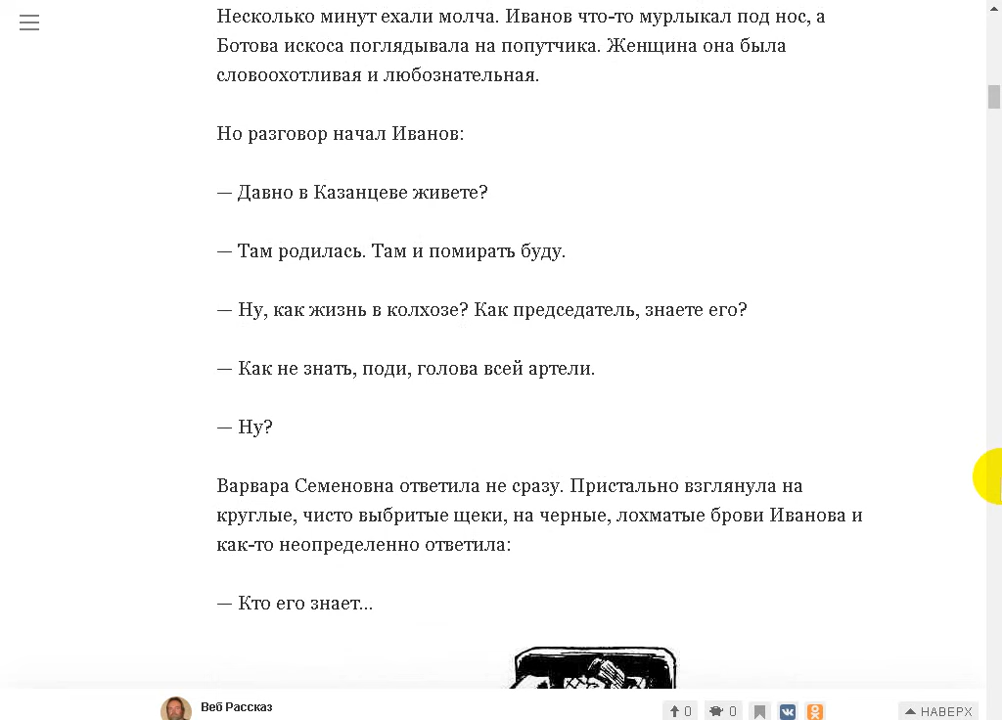 Несколько минут ехали молча. Иванов что-то мурлыкал под нос, а
Ботова искоса поглядывала на попутчика. Женщина она была
словоохотливая и любознательная.
Но разговор начал Иванов:
— Давно в Казанцеве живете?
— Там родилась. Там и помирать буду.
— Ну, как жизнь в колхозе? Как председатель, знаете его?
— Как не знать, поди, голова всей артели.
— Ну?
Варвара Семеновна ответила не сразу. Пристально взглянула на
круглые, чисто выбритые щеки, на черные, лохматые брови Иванова и
как-то неопределенно ответила:
— Кто его знает...
Веб Рассказ
0
0
НАВЕРХ